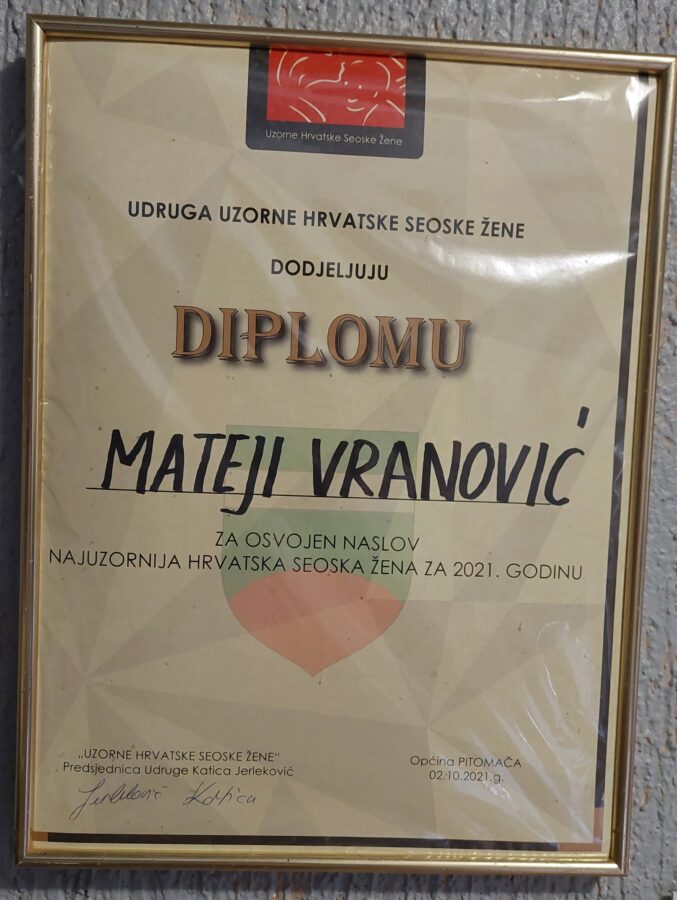 Uzorne Hrvatske Seoske Žene
UDRUGA UZORNE HRVATSKE SEOSKE ŽENE
DODJELJUJU
DIPLOMU
MATEJI VRANOVIĆ
ZA OSVOJEN NASLOV
NAJUZORNIJA HRVATSKA SEOSKA ŽENA ZA 2021. GODINU
„UZORNE HRVATSKE SEOSKE ŽENE"
Predsjednica Udruge Katica Jerleković
Jerleković Katica
Općina PITOMAČA
02.10.2021.g.